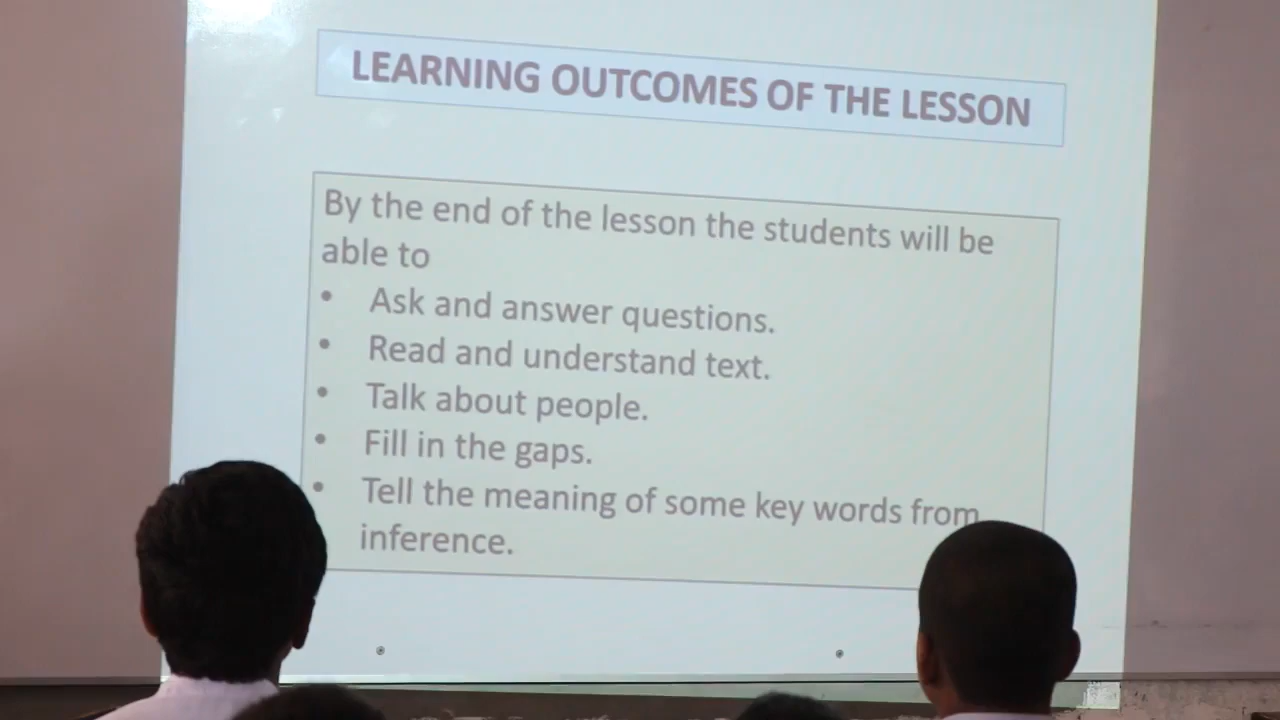 LEARNING OUTCOMES OF THE LESSON
By the end of the lesson the students will be
able to
• Ask and answer questions.
• Read and understand text.
• Talk about people.
• Fill in the gaps.
• Tell the meaning of some key words from
inference.